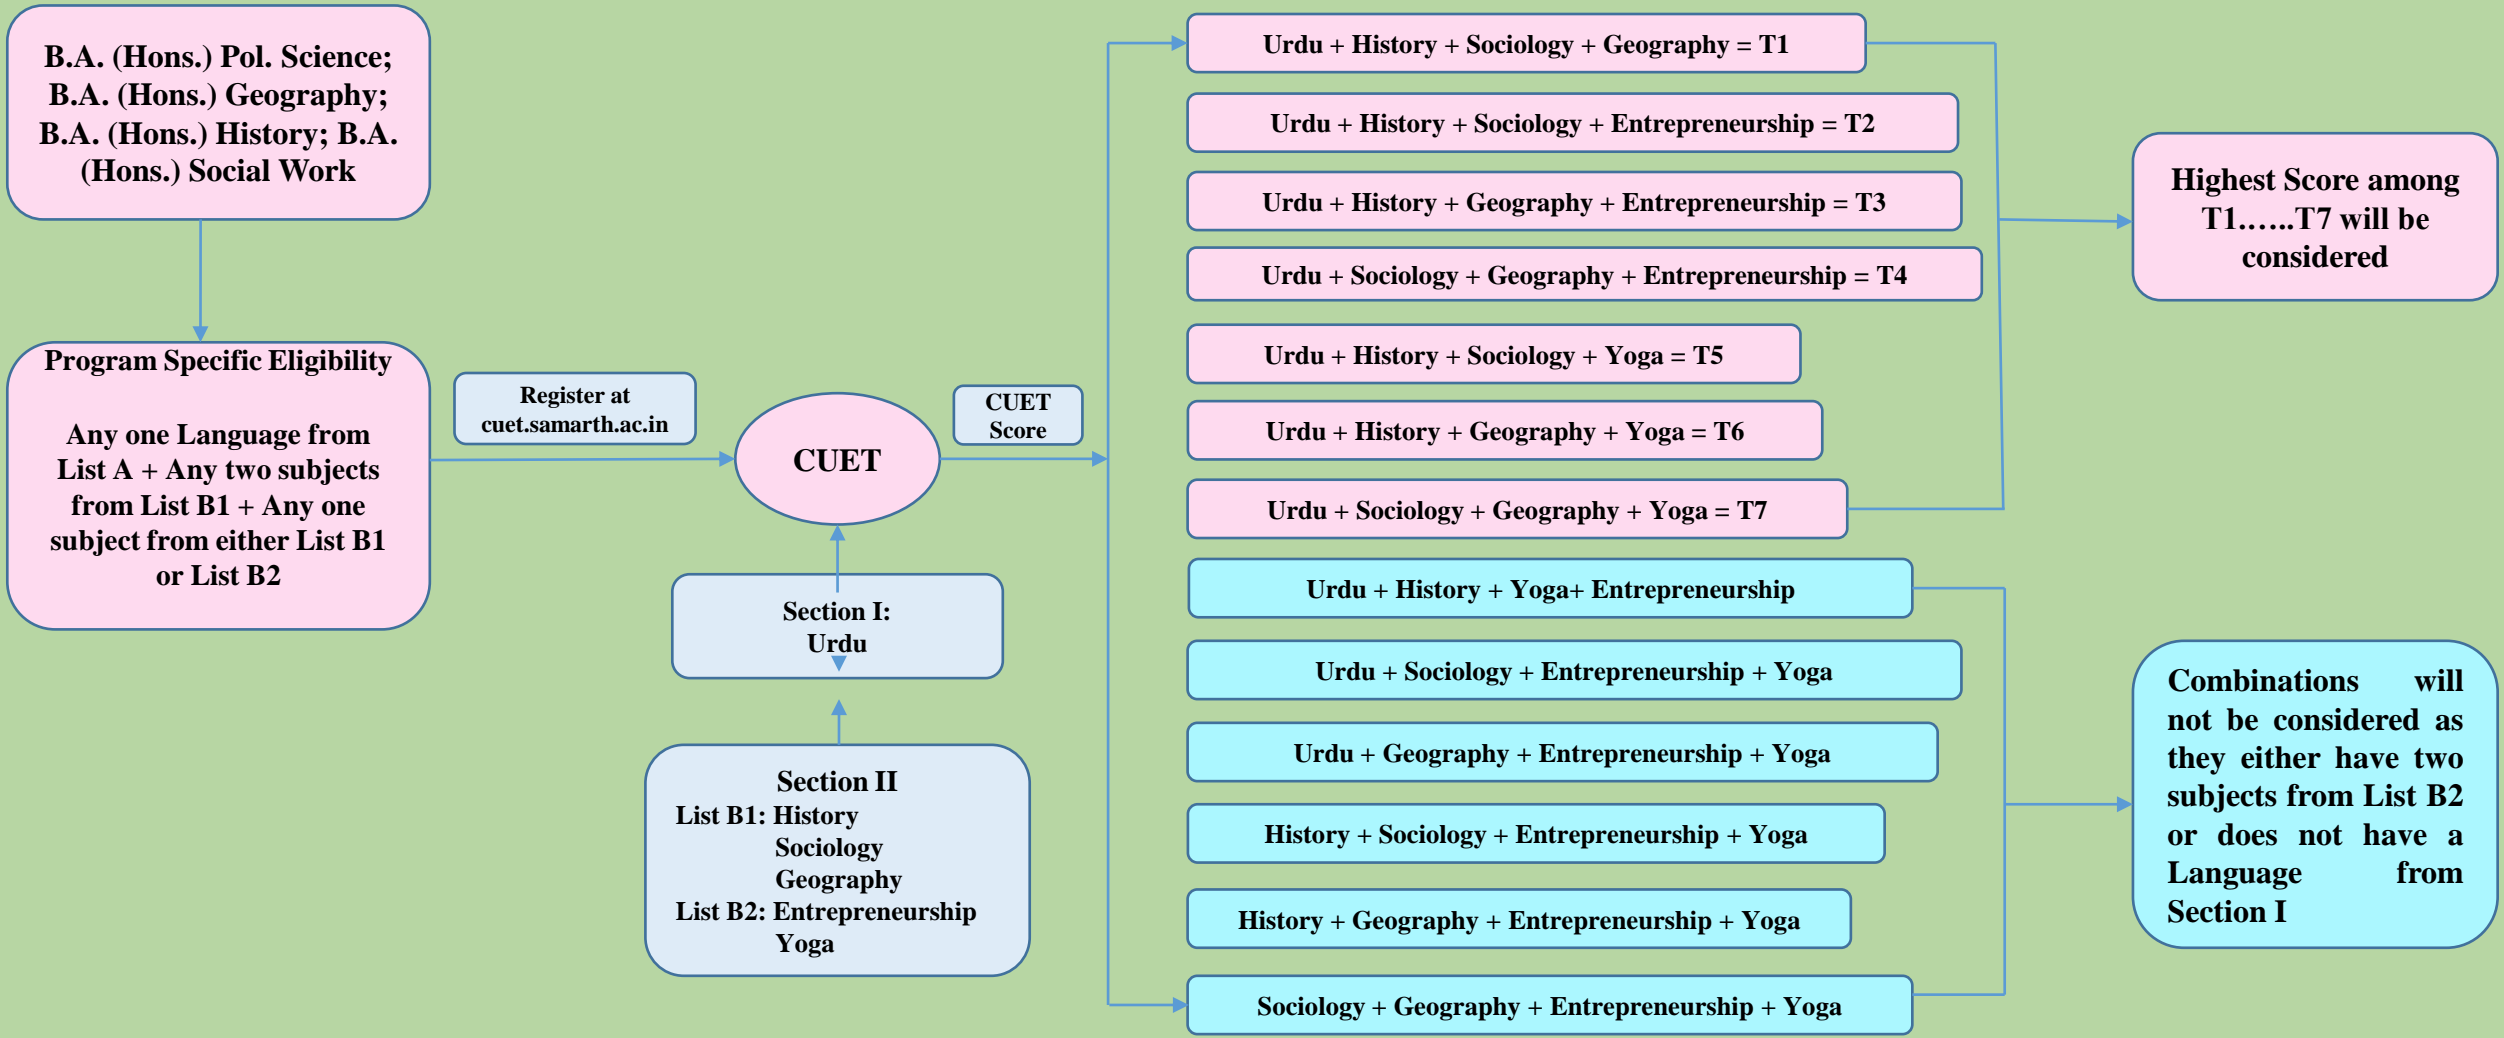 B.A. (Hons.) Pol. Science;
B.A. (Hons.) Geography;
B.A. (Hons.) History; B.A.
(Hons.) Social Work
Program Specific Eligibility
Any one Language from
List A + Any two subjects
from List B1 + Any one
subject from either List B1
or List B2
Register at
cuet.samarth.ac.in
CUET
CUET
Score
Section I:
Urdu
Section II
List B1: History
Sociology
Geography
List B2: Entrepreneurship
Yoga
Urdu + History + Sociology + Geography = T1
Urdu + History + Sociology + Entrepreneurship = T2
Urdu + History + Geography + Entrepreneurship = T3
Urdu + Sociology + Geography + Entrepreneurship = T4
Urdu + History + Sociology + Yoga = T5
Urdu + History + Geography + Yoga = T6
Urdu + Sociology + Geography + Yoga = T7
Urdu + History + Yoga+ Entrepreneurship
Urdu + Sociology + Entrepreneurship + Yoga
Urdu + Geography + Entrepreneurship + Yoga
History + Sociology + Entrepreneurship + Yoga
History + Geography + Entrepreneurship + Yoga
Sociology + Geography + Entrepreneurship + Yoga
Highest Score among
T1.…..T7 will be
considered
Combinations will
not be considered as
they either have two
subjects from List B2
or does not have a
Language from
Section I